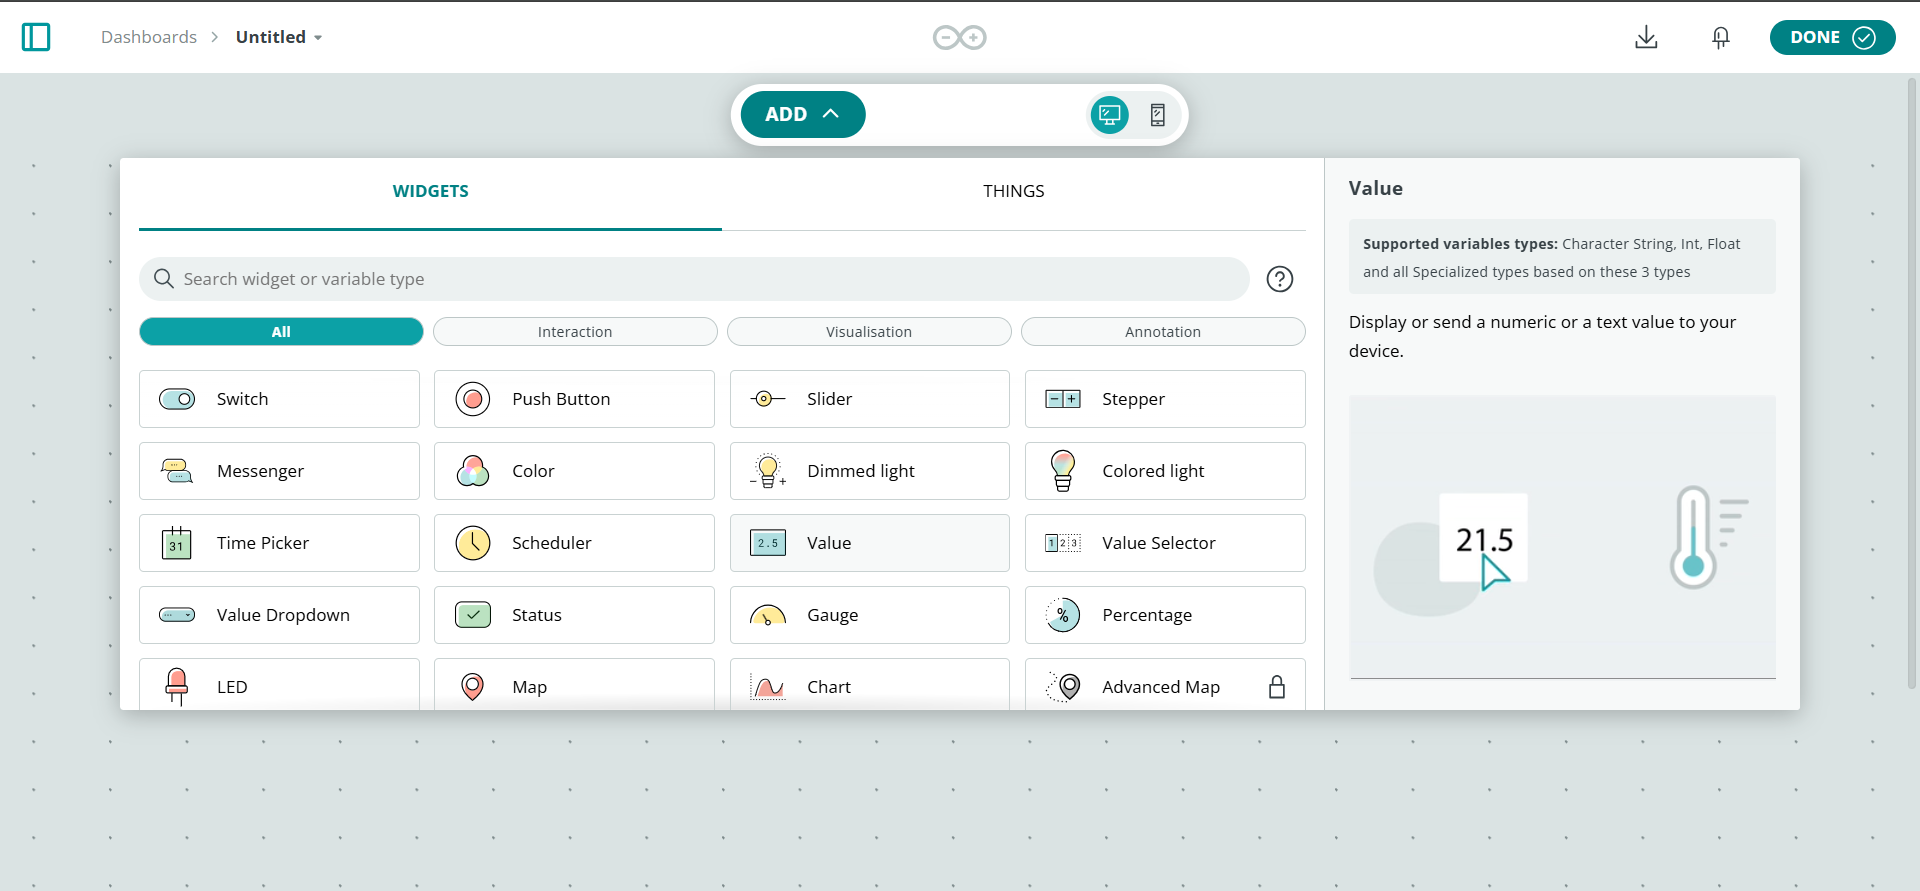 Dashboards > Untitled
DONE
ADD
WIDGETS
THINGS
Search widget or variable type
All
Interaction
Visualisation
Annotation
Switch
Push Button
Slider
Stepper
Messenger
Color
Dimmed light
Colored light
31
Time Picker
Scheduler
2.5
Value
1 2 3
Value Selector
Value Dropdown
Status
Gauge
%
Percentage
LED
Map
Chart
Advanced Map
Value
Supported variables types: Character String, Int, Float
and all Specialized types based on these 3 types
Display or send a numeric or a text value to your
device.
21.5